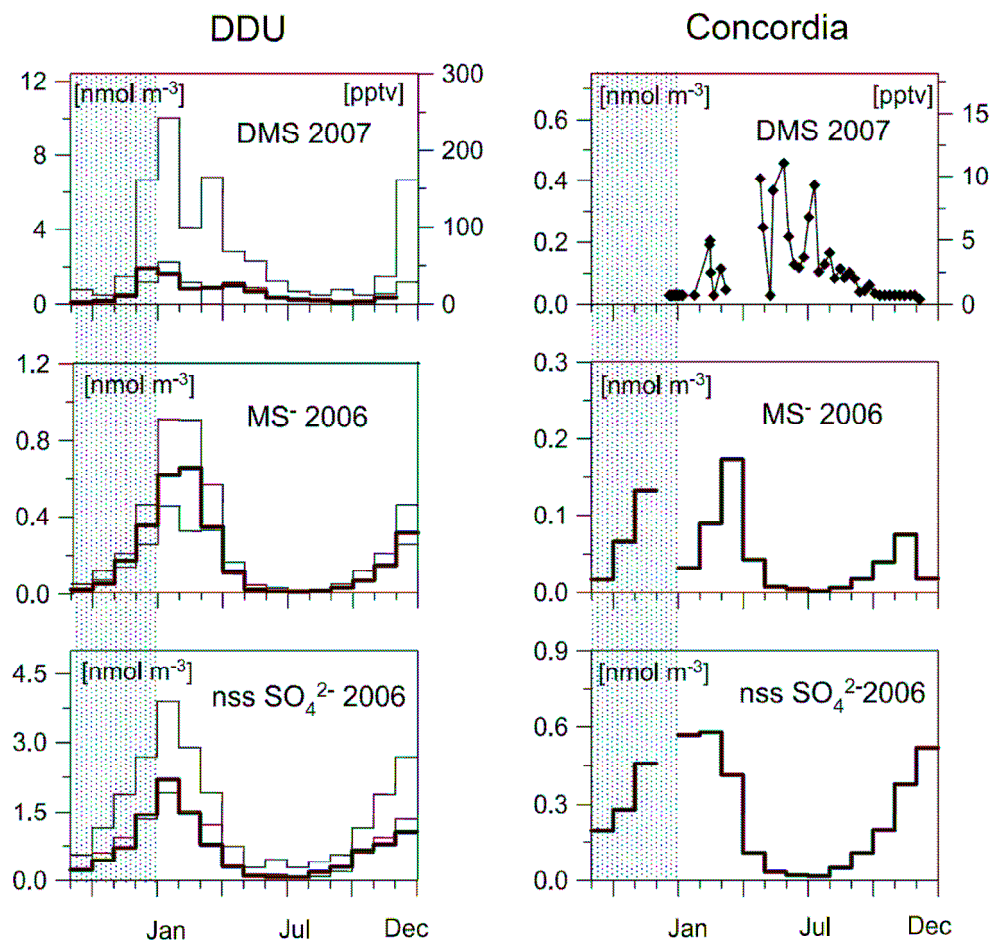 DDU
Concordia
12
8
4
0
[nmol m-3]
[pptv]
DMS 2007
300
200
100
0
0.6
0.4
0.2
0.0
[nmol m-3]
[pptv]
DMS 2007
15
10
5
0
1.2
0.8
0.4
0.0
[nmol m-3]
MS- 2006
0.3
0.2
0.1
0.0
[nmol m-3]
MS- 2006
4.5
3.0
1.5
0.0
[nmol m-3]
nss SO42- 2006
0.9
0.6
0.3
0.0
[nmol m-3]
nss SO42-2006
Jan Jul Dec
Jan Jul Dec